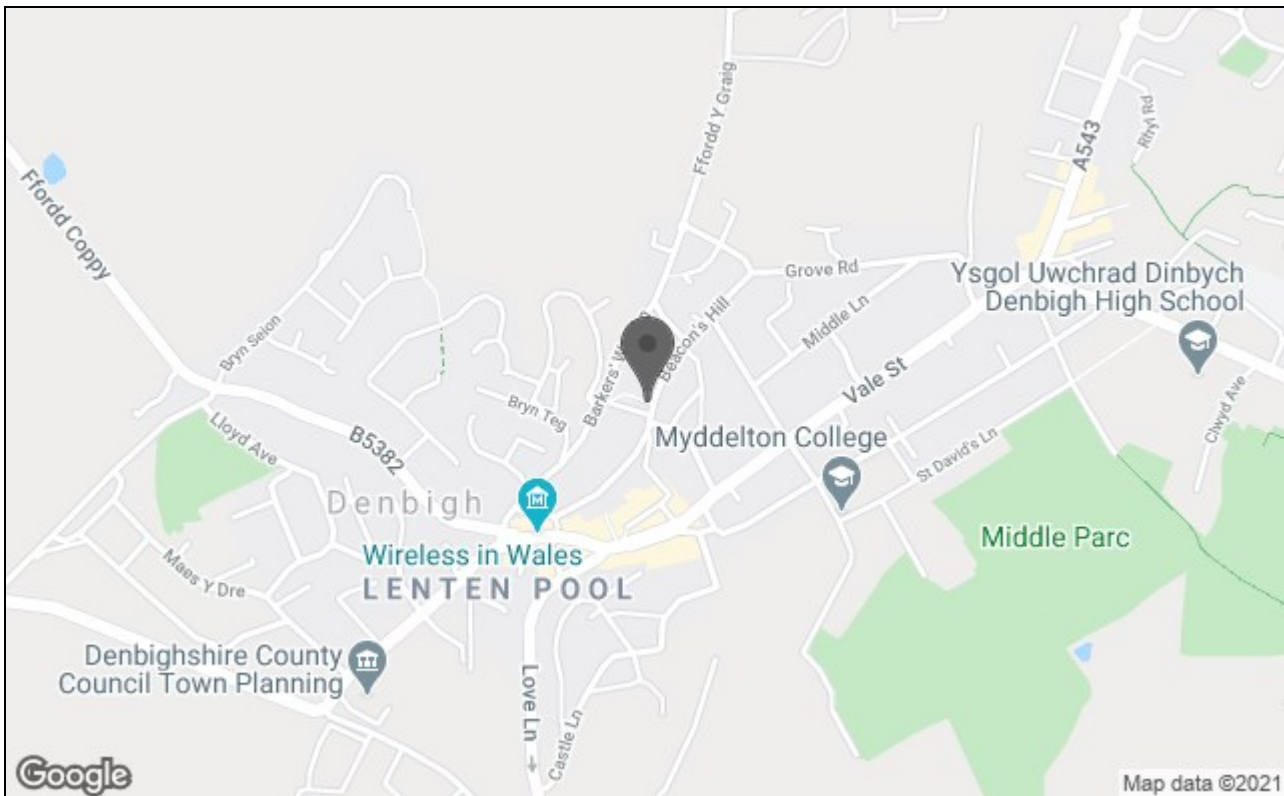 Ffordd Y Graig
A543
Rhyl Rd
Ffordd Coppy
Grove Rd
Ysgol Uwchrad Dinbych
Denbigh High School
Bryn Seion
Beacon's Hill
Middle Ln
Barkers' W
Vale St
Bryn Teg
Clwyd Ave
Lloyd Ave
B5382
Myddelton College
St David's Ln
Denbigh
Wireless in Wales
Middle Parc
Maes Y Dre
LENTEN POOL
Denbighshire County
Council Town Planning
Love Ln
Castle Ln
Google
Map data ©2021